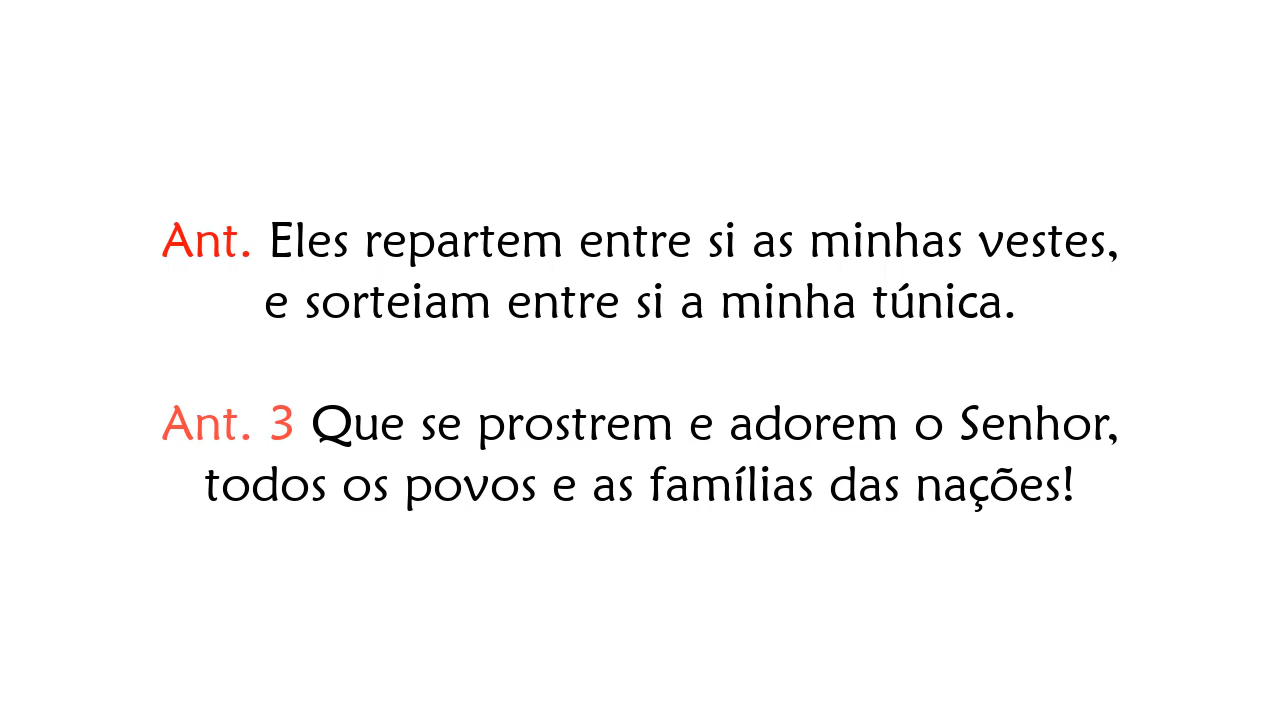 Ant. Eles repartem entre si as minhas vestes,
e sorteiam entre si a minha túnica.
Ant. 3 Que se prostrem e adorem o Senhor,
todos os povos e as famílias das nações!